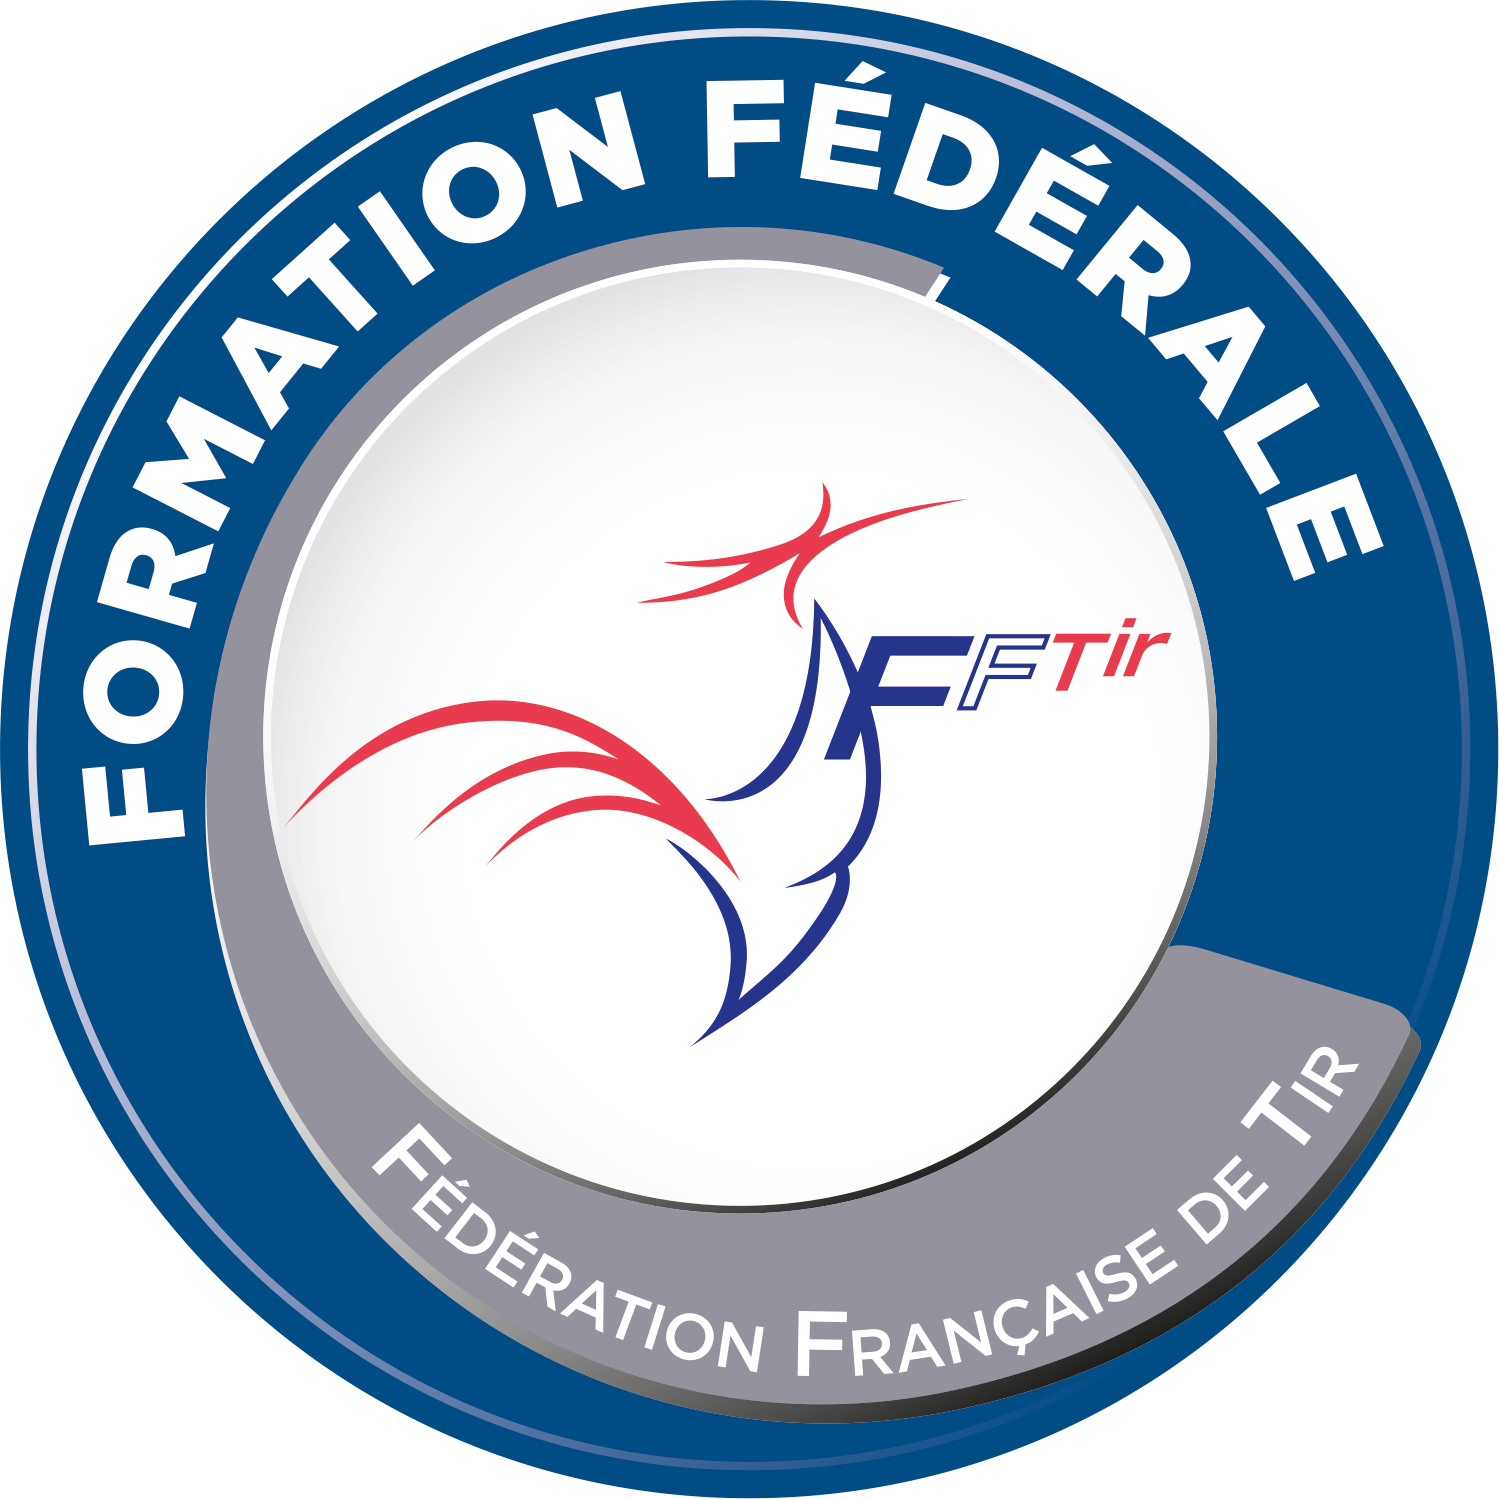 FORMATION FÉDÉRALE
FFTir
FÉDÉRATION FRANÇAISE DE TIR